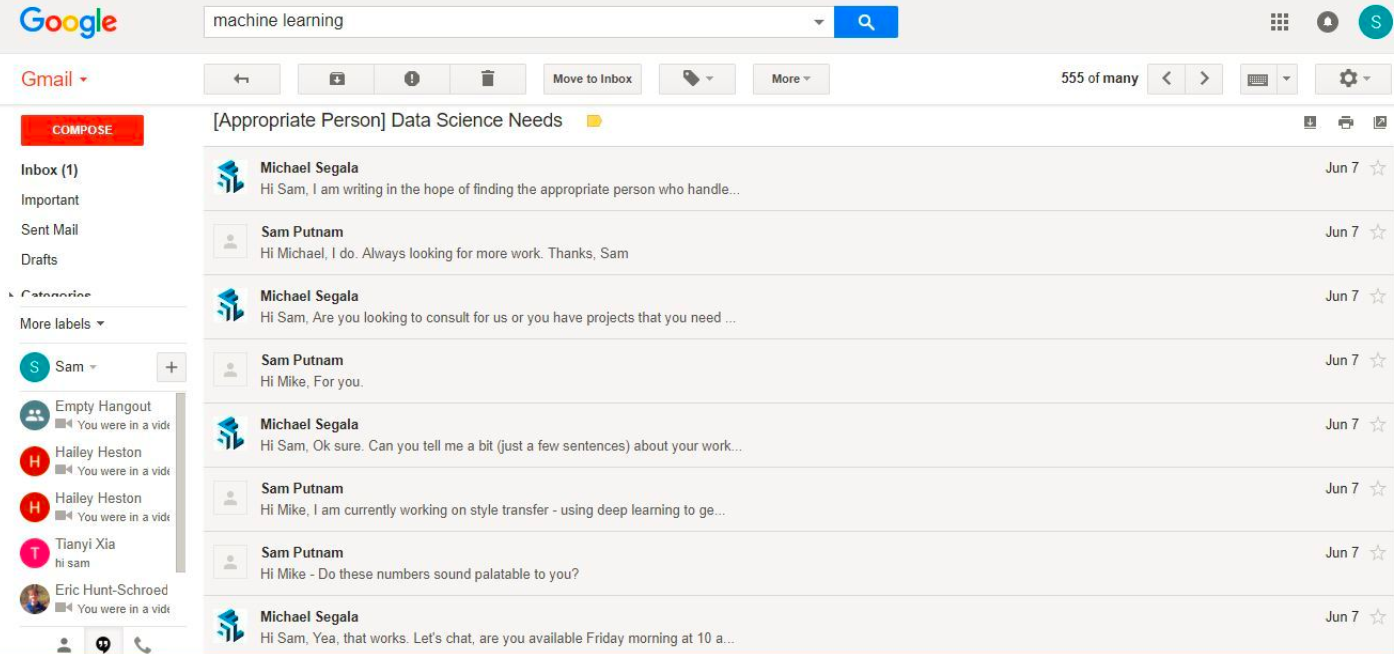 Google
machine learning
S
Gmail
Move to Inbox
More
555 of many
COMPOSE
[Appropriate Person] Data Science Needs
Inbox (1)
Important
Sent Mail
Drafts
Categories
More labels
S Sam
Empty Hangout
You were in a vide
H Hailey Heston
You were in a vide
H Hailey Heston
You were in a vide
T Tianyi Xia
hi sam
Eric Hunt-Schroed
You were in a vide
Michael Segala Jun 7
Hi Sam, I am writing in the hope of finding the appropriate person who handle...
Sam Putnam Jun 7
Hi Michael, I do. Always looking for more work. Thanks, Sam
Michael Segala Jun 7
Hi Sam, Are you looking to consult for us or you have projects that you need ...
Sam Putnam Jun 7
Hi Mike, For you.
Michael Segala Jun 7
Hi Sam, Ok sure. Can you tell me a bit (just a few sentences) about your work...
Sam Putnam Jun 7
Hi Mike, I am currently working on style transfer - using deep learning to ge...
Sam Putnam Jun 7
Hi Mike - Do these numbers sound palatable to you?
Michael Segala Jun 7
Hi Sam, Yea, that works. Let's chat, are you available Friday morning at 10 a...